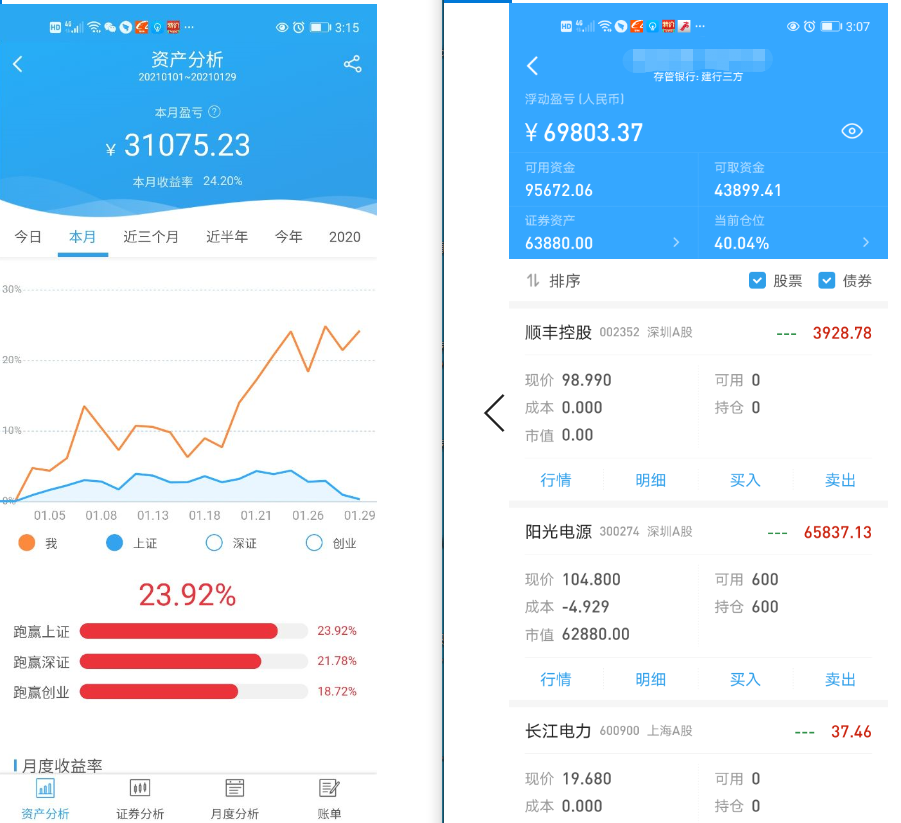 HD 4G 3:15
资产分析
20210101~20210129
本月盈亏 ?
¥ 31075.23
本月收益率 24.20%
今日 本月 近三个月 近半年 今年 2020
30%
20%
10%
0%
01.05 01.08 01.13 01.18 01.21 01.26 01.29
我 上证 深证 创业
23.92%
跑赢上证 23.92%
跑赢深证 21.78%
跑赢创业 18.72%
月度收益率
资产分析 证券分析 月度分析 账单
HD 4G 3:07
存管银行: 建行三方
浮动盈亏 (人民币)
¥ 69803.37
可用资金 可取资金
95672.06 43899.41
证券资产 当前仓位
63880.00 40.04%
排序 股票 债券
顺丰控股 002352 深圳A股 --- 3928.78
现价 98.990 可用 0
成本 0.000 持仓 0
市值 0.00
行情 明细 买入 卖出
阳光电源 300274 深圳A股 --- 65837.13
现价 104.800 可用 600
成本 -4.929 持仓 600
市值 62880.00
行情 明细 买入 卖出
长江电力 600900 上海A股 --- 37.46
现价 19.680 可用 0
成本 0.000 持仓 0